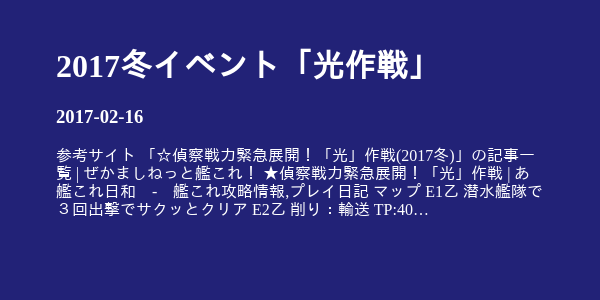 2017冬イベント「光作戦」
2017-02-16
参考サイト 「☆偵察戦力緊急展開！「光」作戦(2017冬)」の記事一
覧 | ぜかましねっと艦これ！ ★偵察戦力緊急展開！「光」作戦 | あ
艦これ日和　-　艦これ攻略情報,プレイ日記 マップ E1乙 潜水艦隊で
３回出撃でサクッとクリア E2乙 削り：輸送 TP:40…